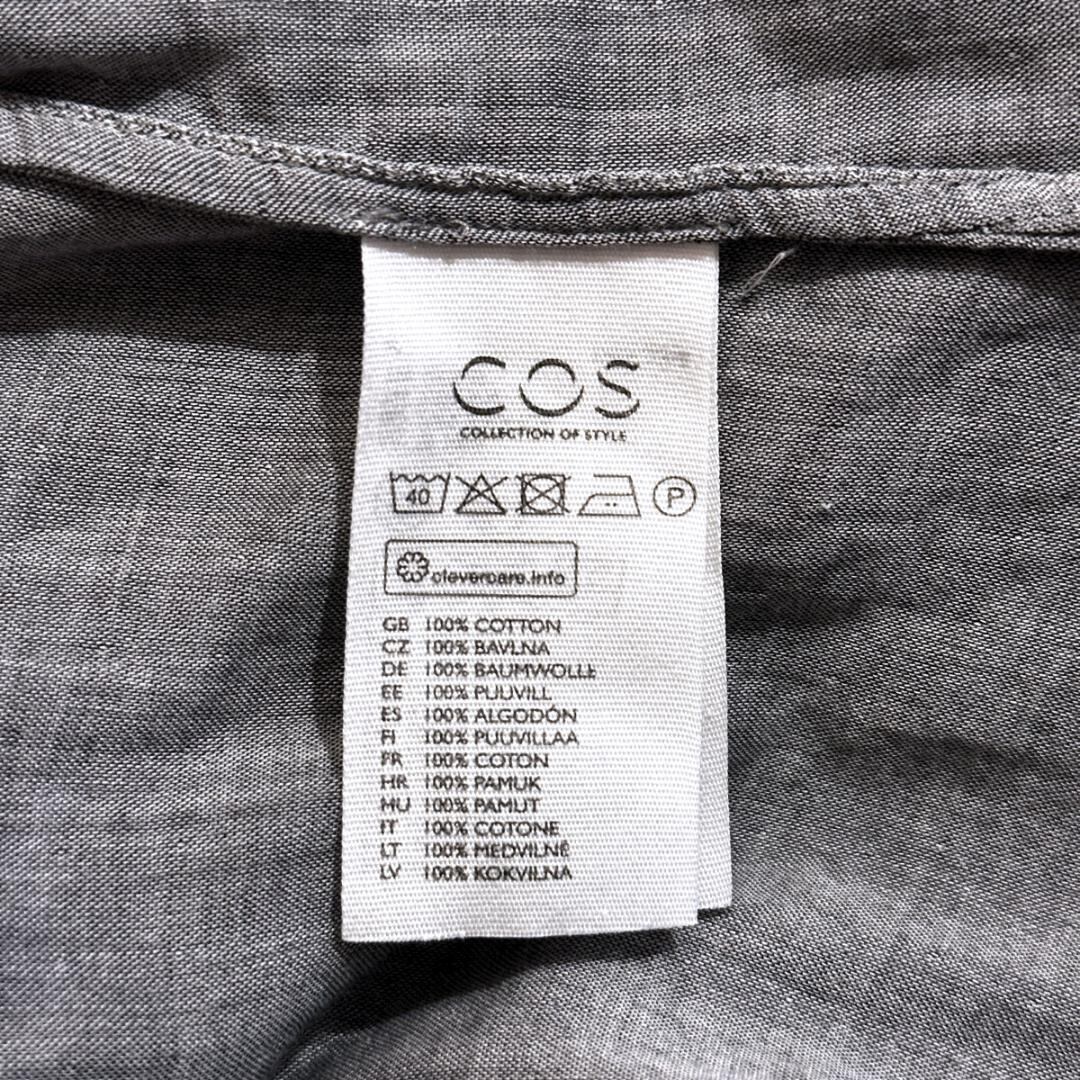 COS
COLLECTION OF STYLE
40 P
clevercare.info
GB 100% COTTON
CZ 100% BAVLNA
DE 100% BAUMWOLLE
EE 100% PUUVILL
ES 100% ALGODÓN
FI 100% PUUVILLAA
FR 100% COTON
HR 100% PAMUK
HU 100% PAMUT
IT 100% COTONE
LT 100% MEDVILNĖ
LV 100% KOKVILNA